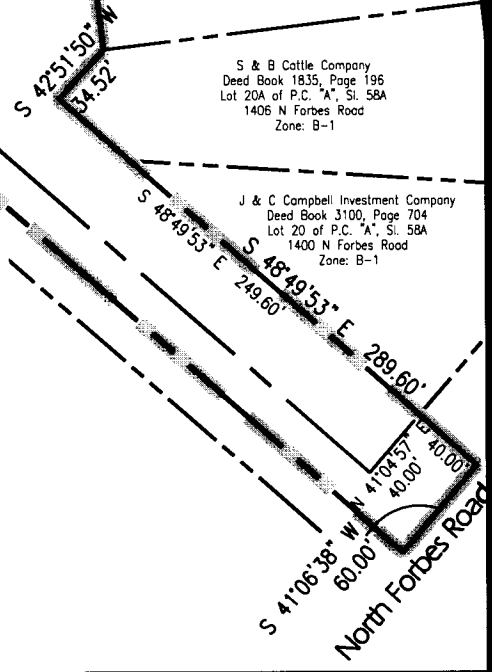 S 42°51'50" W
34.52'
S & B Cattle Company
Deed Book 1835, Page 196
Lot 20A of P.C. "A", Sl. 58A
1406 N Forbes Road
Zone: B-1
J & C Campbell Investment Company
Deed Book 3100, Page 704
Lot 20 of P.C. "A", Sl. 58A
1400 N Forbes Road
Zone: B-1
S 48°49'53" E
249.60'
S 48°49'53" E 289.60'
40.00'
N 41°04'57" E
40.00'
S 41°06'38" W
60.00'
North Forbes Road